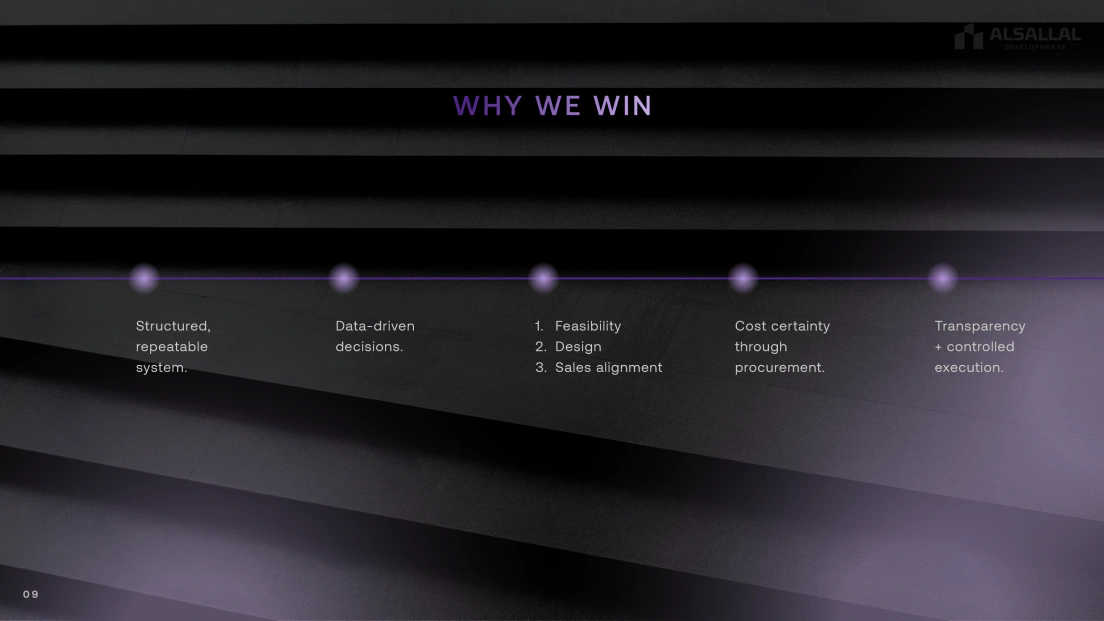 ALSALLAL
DEVELOPMENTS
WHY WE WIN
Structured,
repeatable
system.
Data-driven
decisions.
1. Feasibility
2. Design
3. Sales alignment
Cost certainty
through
procurement.
Transparency
+ controlled
execution.
09